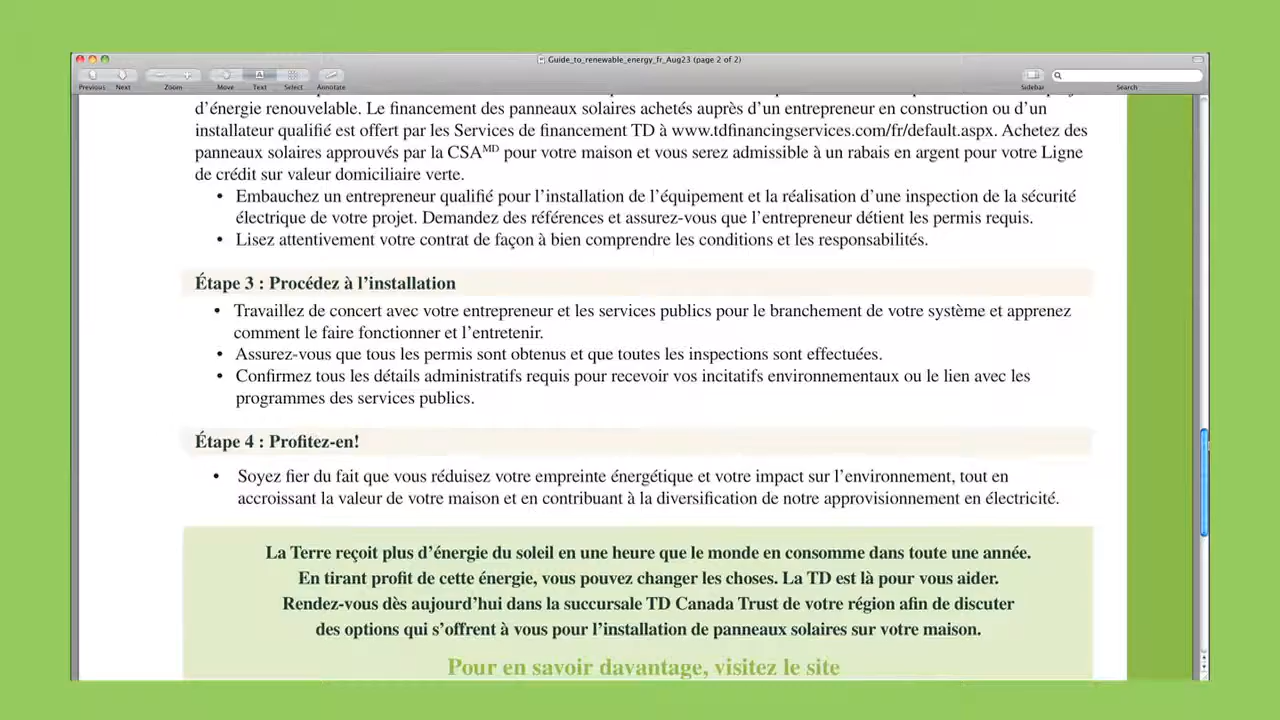 Guide_to_renewable_energy_fr_Aug23 (page 2 of 2)
Previous Next Zoom Move Text Select Annotate Sidebar Search
d’énergie renouvelable. Le financement des panneaux solaires achetés auprès d’un entrepreneur en construction ou d’un
installateur qualifié est offert par les Services de financement TD à www.tdfinancingservices.com/fr/default.aspx. Achetez des
panneaux solaires approuvés par la CSAMD pour votre maison et vous serez admissible à un rabais en argent pour votre Ligne
de crédit sur valeur domiciliaire verte.
• Embauchez un entrepreneur qualifié pour l’installation de l’équipement et la réalisation d’une inspection de la sécurité
électrique de votre projet. Demandez des références et assurez-vous que l’entrepreneur détient les permis requis.
• Lisez attentivement votre contrat de façon à bien comprendre les conditions et les responsabilités.
Étape 3 : Procédez à l’installation
• Travaillez de concert avec votre entrepreneur et les services publics pour le branchement de votre système et apprenez
comment le faire fonctionner et l’entretenir.
• Assurez-vous que tous les permis sont obtenus et que toutes les inspections sont effectuées.
• Confirmez tous les détails administratifs requis pour recevoir vos incitatifs environnementaux ou le lien avec les
programmes des services publics.
Étape 4 : Profitez-en!
• Soyez fier du fait que vous réduisez votre empreinte énergétique et votre impact sur l’environnement, tout en
accroissant la valeur de votre maison et en contribuant à la diversification de notre approvisionnement en électricité.
La Terre reçoit plus d’énergie du soleil en une heure que le monde en consomme dans toute une année.
En tirant profit de cette énergie, vous pouvez changer les choses. La TD est là pour vous aider.
Rendez-vous dès aujourd’hui dans la succursale TD Canada Trust de votre région afin de discuter
des options qui s’offrent à vous pour l’installation de panneaux solaires sur votre maison.
Pour en savoir davantage, visitez le site